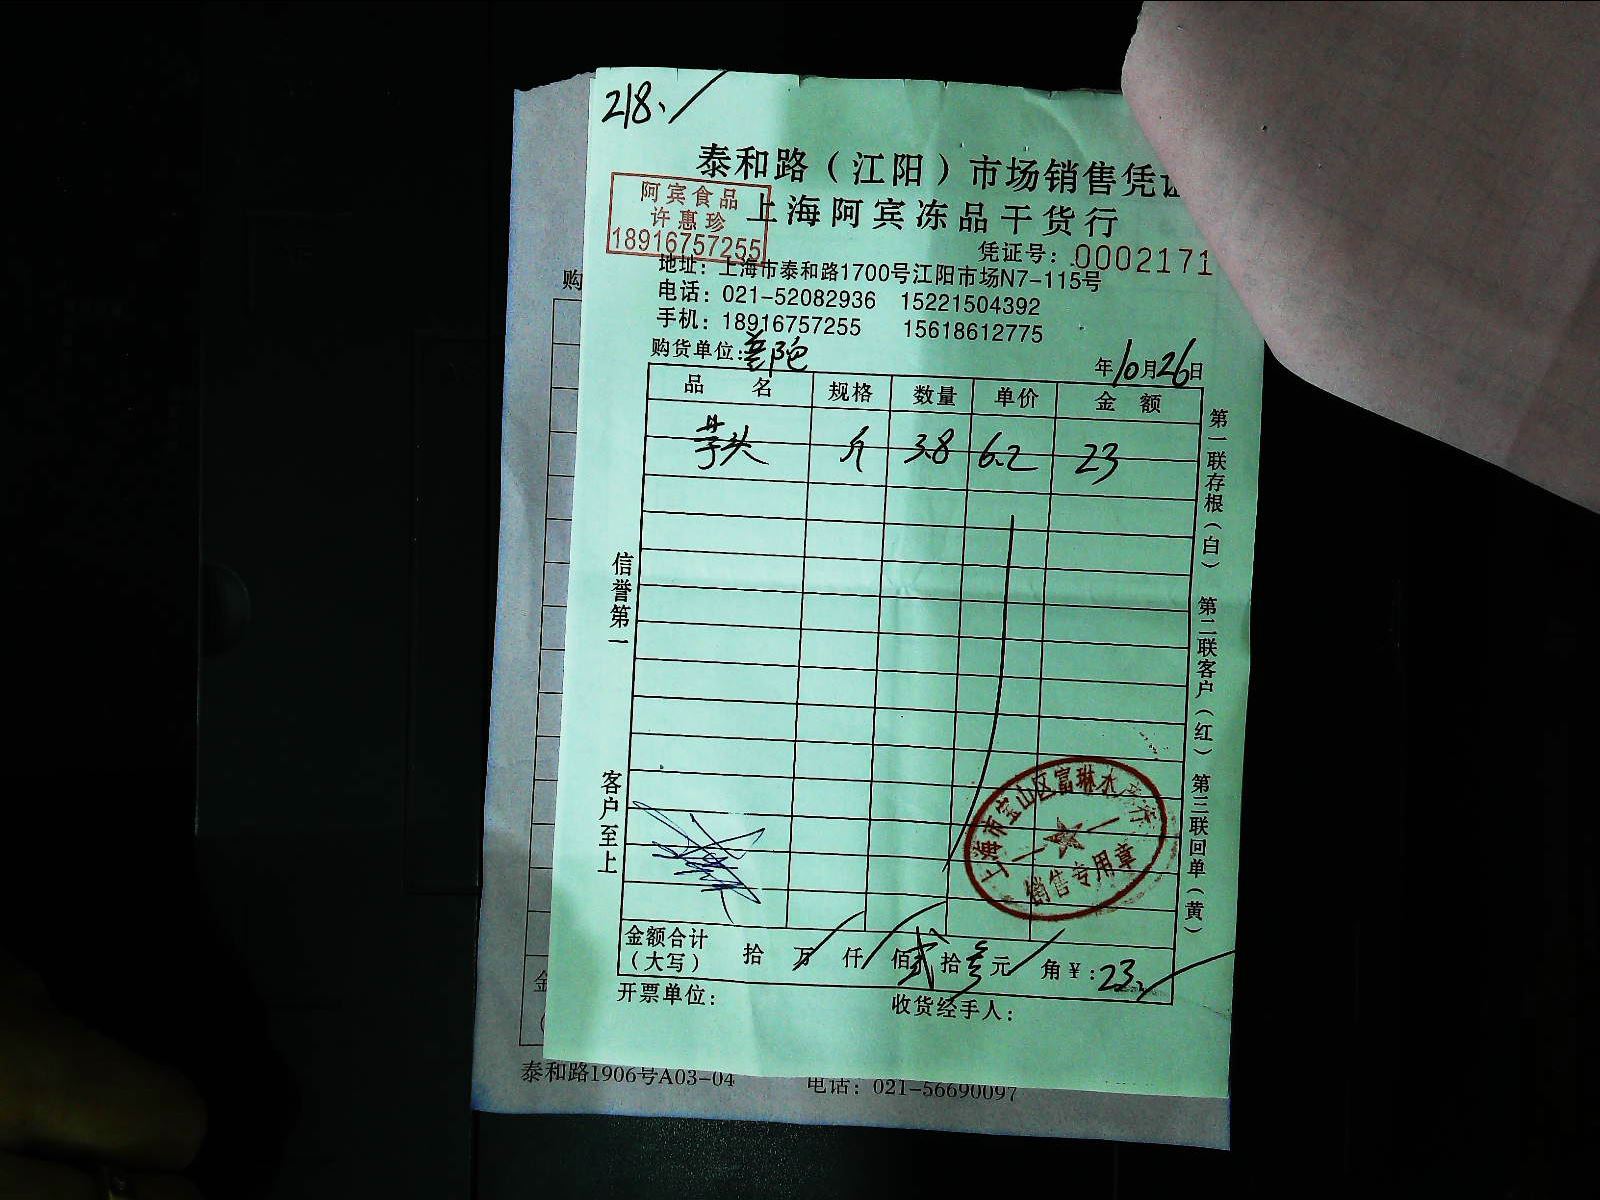 218.
泰和路（江阳）市场销售凭证
阿宾食品
许惠珍
18916757255
上海阿宾冻品干货行
凭证号：0002171
地址：上海市泰和路1700号江阳市场N7-115号
电话：021-52082936 15221504392
手机：18916757255 15618612775
购货单位：
年10月26日
品名 规格 数量 单价 金额
芋头 斤 3.8 6.2 23
信誉第一
客户至上
第一联存根（白） 第二联客户（红） 第三联回单（黄）
上海市宝山区富琳水产行
销售专用章
金额合计（大写） 拾 万 仟 佰 贰 拾 叁 元 角 ¥：23.
开票单位： 收货经手人：
购
金
泰和路1906号A03-04 电话：021-56690097